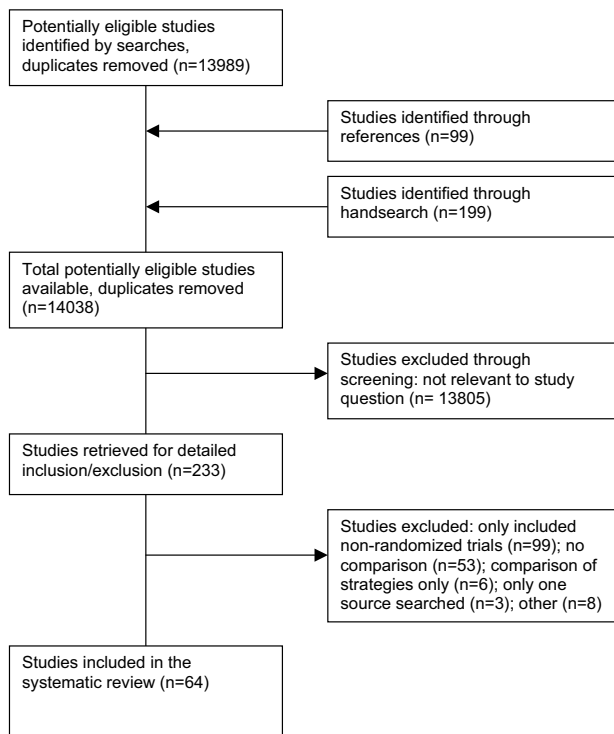 Potentially eligible studies
identified by searches,
duplicates removed (n=13989)
Studies identified through
references (n=99)
Studies identified through
handsearch (n=199)
Total potentially eligible studies
available, duplicates removed
(n=14038)
Studies excluded through
screening: not relevant to study
question (n= 13805)
Studies retrieved for detailed
inclusion/exclusion (n=233)
Studies excluded: only included
non-randomized trials (n=99); no
comparison (n=53); comparison of
strategies only (n=6); only one
source searched (n=3); other (n=8)
Studies included in the
systematic review (n=64)